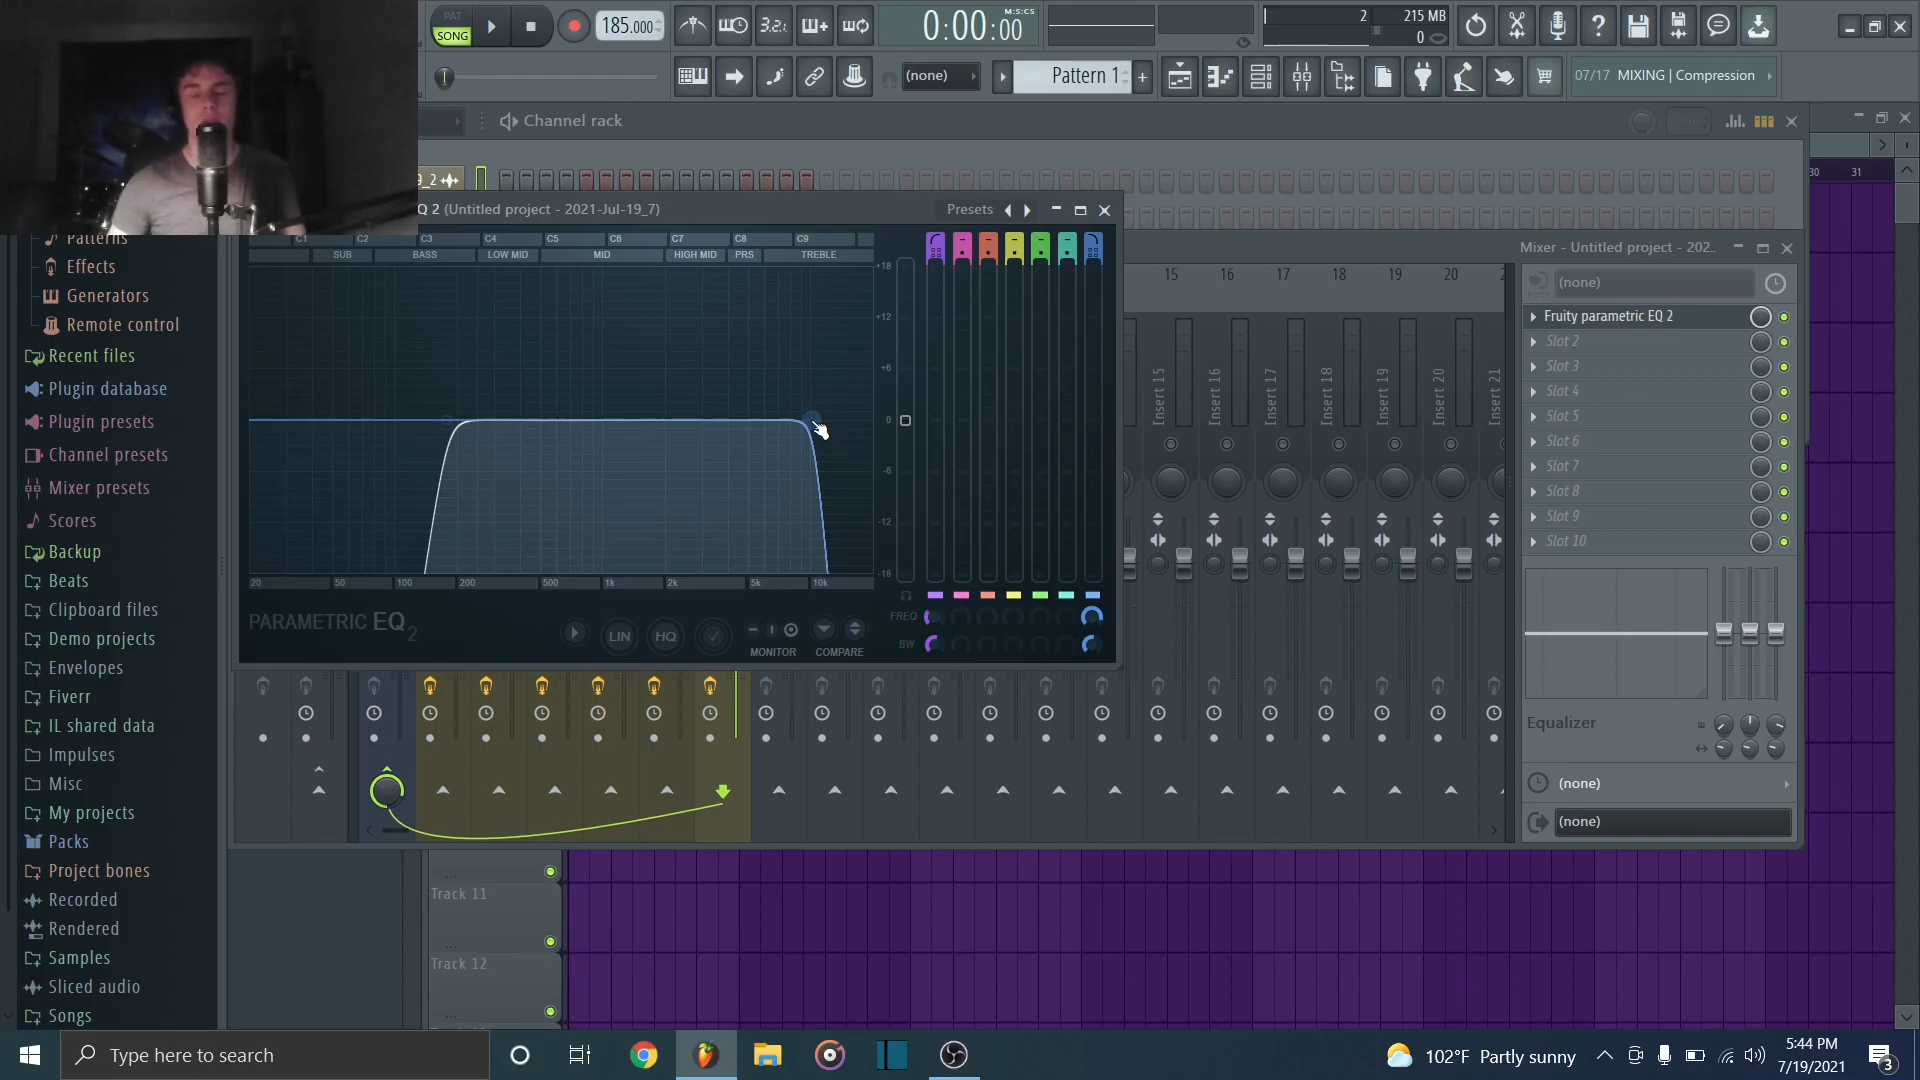 PAT
SONG
185.000
3.2.1
0:00:00
M:S:CS
2
215 MB
0
(none)
Pattern 1
07/17 MIXING | Compression
Channel rack
9_2
30
31
Q 2 (Untitled project - 2021-Jul-19_7)
Presets
Patterns
Effects
Generators
Remote control
Recent files
Plugin database
Plugin presets
Channel presets
Mixer presets
Scores
Backup
Beats
Clipboard files
Demo projects
Envelopes
Fiverr
IL shared data
Impulses
Misc
My projects
Packs
Project bones
Recorded
Rendered
Samples
Sliced audio
Songs
C1 C2 C3 C4 C5 C6 C7 C8 C9
SUB BASS LOW MID MID HIGH MID PRS TREBLE
+18
+12
+6
0
-6
-12
-18
20 50 100 200 500 1k 2k 5k 10k
PARAMETRIC EQ 2
LIN
HQ
MONITOR
COMPARE
FREQ
BW
15 16 17 18 19 20
Insert 15
Insert 16
Insert 17
Insert 18
Insert 19
Insert 20
Insert 21
Mixer - Untitled project - 202..
(none)
POST
Fruity parametric EQ 2
Slot 2
Slot 3
Slot 4
Slot 5
Slot 6
Slot 7
Slot 8
Slot 9
Slot 10
Equalizer
(none)
(none)
...
Track 11
...
Track 12
...
Type here to search
102°F Partly sunny
5:44 PM
7/19/2021
3